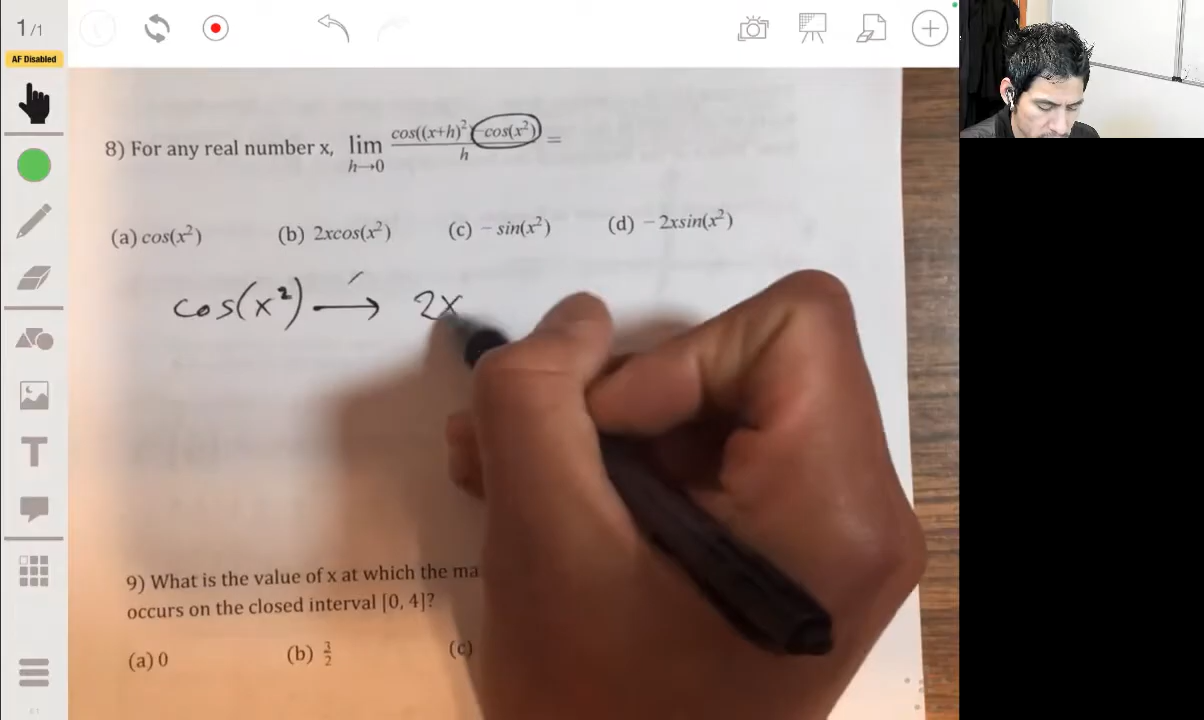 1/1
AF Disabled
8) For any real number x, lim h→0 cos((x+h)²)-cos(x²) / h =
(a) cos(x²) (b) 2xcos(x²) (c) -sin(x²) (d) -2xsin(x²)
cos(x²) → 2x
9) What is the value of x at which the
occurs on the closed interval [0, 4]?
(a) 0 (b) 3/2 (c)
T